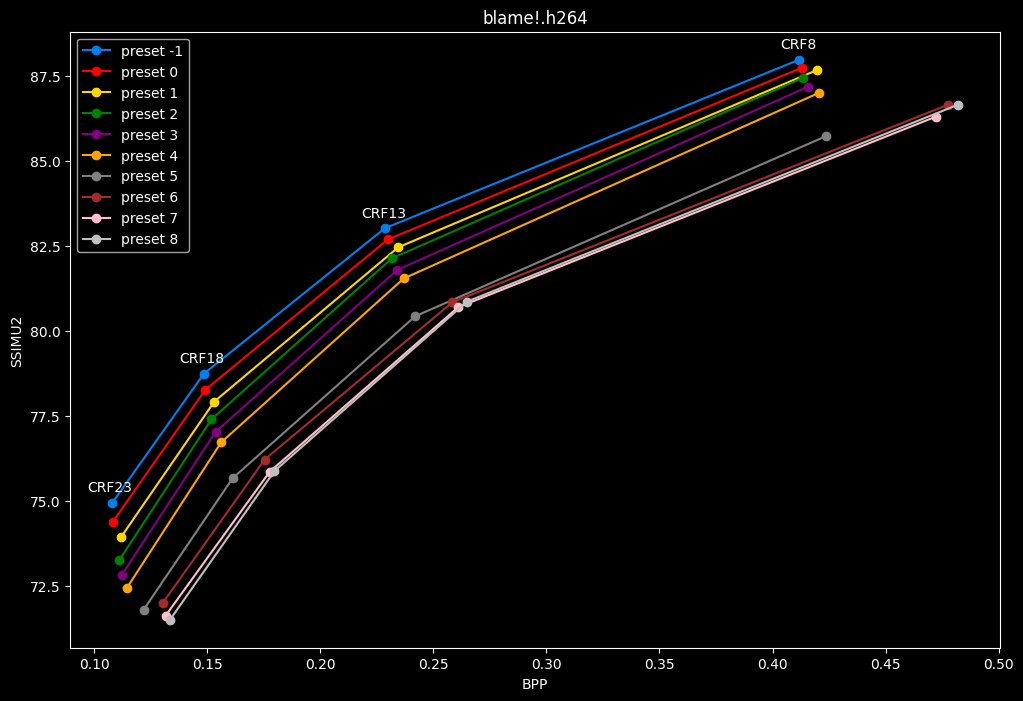 blame!.h264
preset -1
preset 0
preset 1
preset 2
preset 3
preset 4
preset 5
preset 6
preset 7
preset 8
CRF8
CRF13
CRF18
CRF23
SSIMU2
87.5
85.0
82.5
80.0
77.5
75.0
72.5
0.10 0.15 0.20 0.25 0.30 0.35 0.40 0.45 0.50
BPP